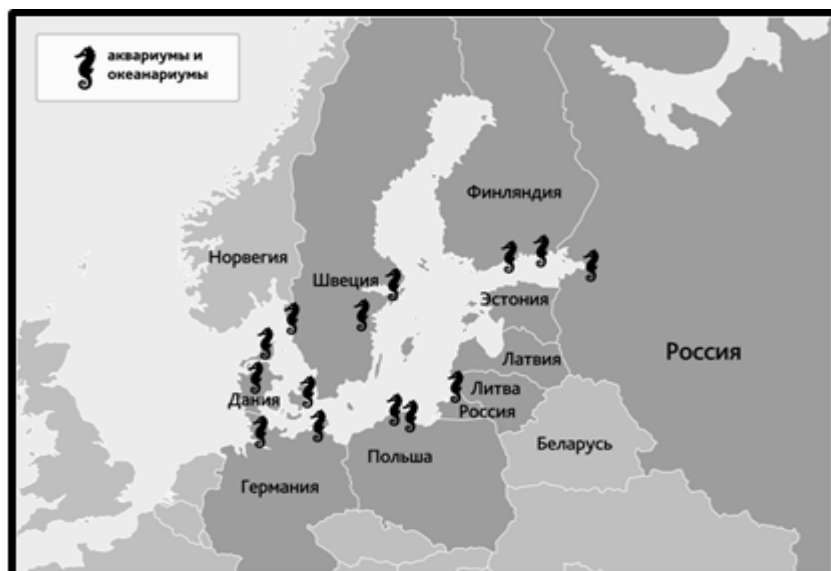 аквариумы и
океанариумы
Финляндия
Норвегия
Швеция
Эстония
Россия
Латвия
Литва
Дания
Россия
Беларусь
Польша
Германия